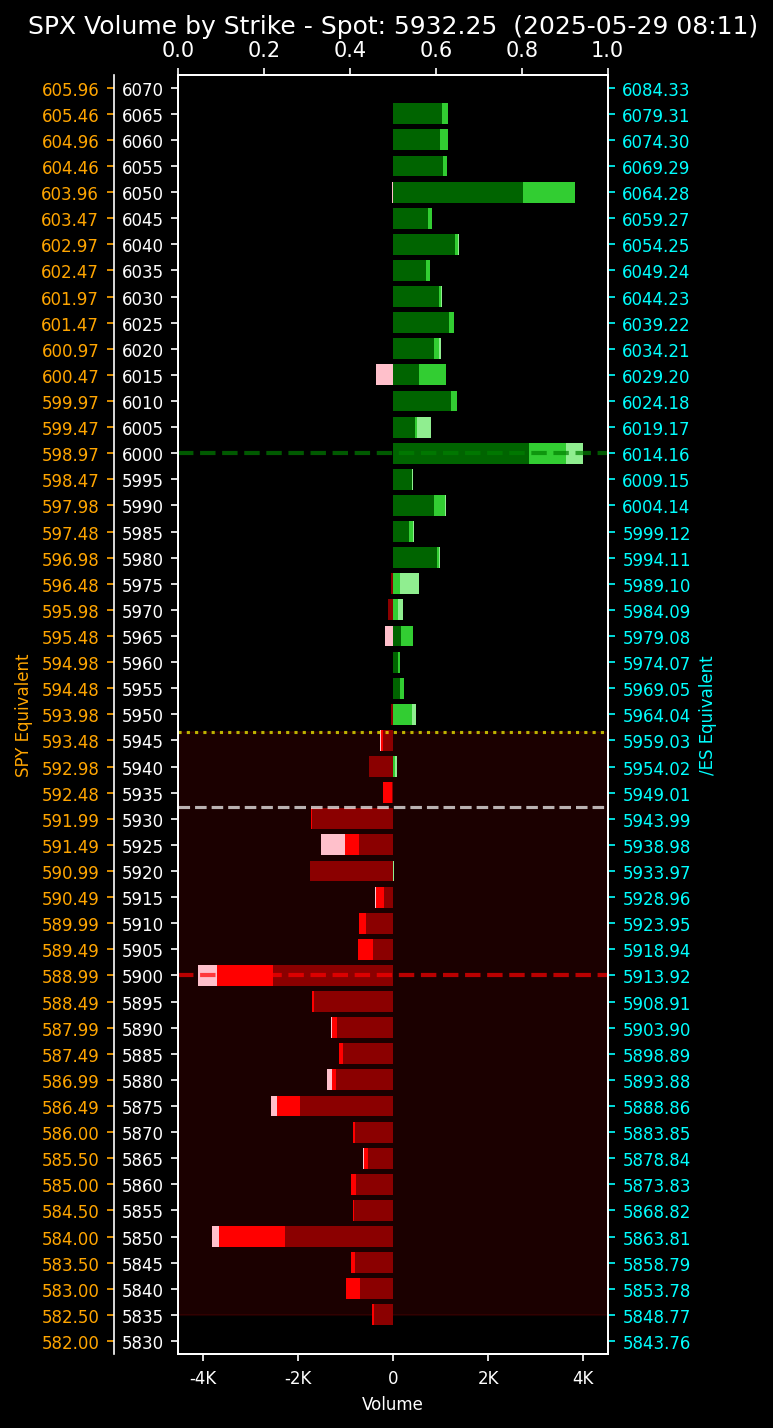 SPX Volume by Strike - Spot: 5932.25 (2025-05-29 08:11)
0.0 0.2 0.4 0.6 0.8 1.0
605.96 6070 6084.33
605.46 6065 6079.31
604.96 6060 6074.30
604.46 6055 6069.29
603.96 6050 6064.28
603.47 6045 6059.27
602.97 6040 6054.25
602.47 6035 6049.24
601.97 6030 6044.23
601.47 6025 6039.22
600.97 6020 6034.21
600.47 6015 6029.20
599.97 6010 6024.18
599.47 6005 6019.17
598.97 6000 6014.16
598.47 5995 6009.15
597.98 5990 6004.14
597.48 5985 5999.12
596.98 5980 5994.11
596.48 5975 5989.10
595.98 5970 5984.09
595.48 5965 5979.08
594.98 5960 5974.07
594.48 5955 5969.05
593.98 5950 5964.04
593.48 5945 5959.03
592.98 5940 5954.02
592.48 5935 5949.01
591.99 5930 5943.99
591.49 5925 5938.98
590.99 5920 5933.97
590.49 5915 5928.96
589.99 5910 5923.95
589.49 5905 5918.94
588.99 5900 5913.92
588.49 5895 5908.91
587.99 5890 5903.90
587.49 5885 5898.89
586.99 5880 5893.88
586.49 5875 5888.86
586.00 5870 5883.85
585.50 5865 5878.84
585.00 5860 5873.83
584.50 5855 5868.82
584.00 5850 5863.81
583.50 5845 5858.79
583.00 5840 5853.78
582.50 5835 5848.77
582.00 5830 5843.76
SPY Equivalent
/ES Equivalent
-4K -2K 0 2K 4K
Volume